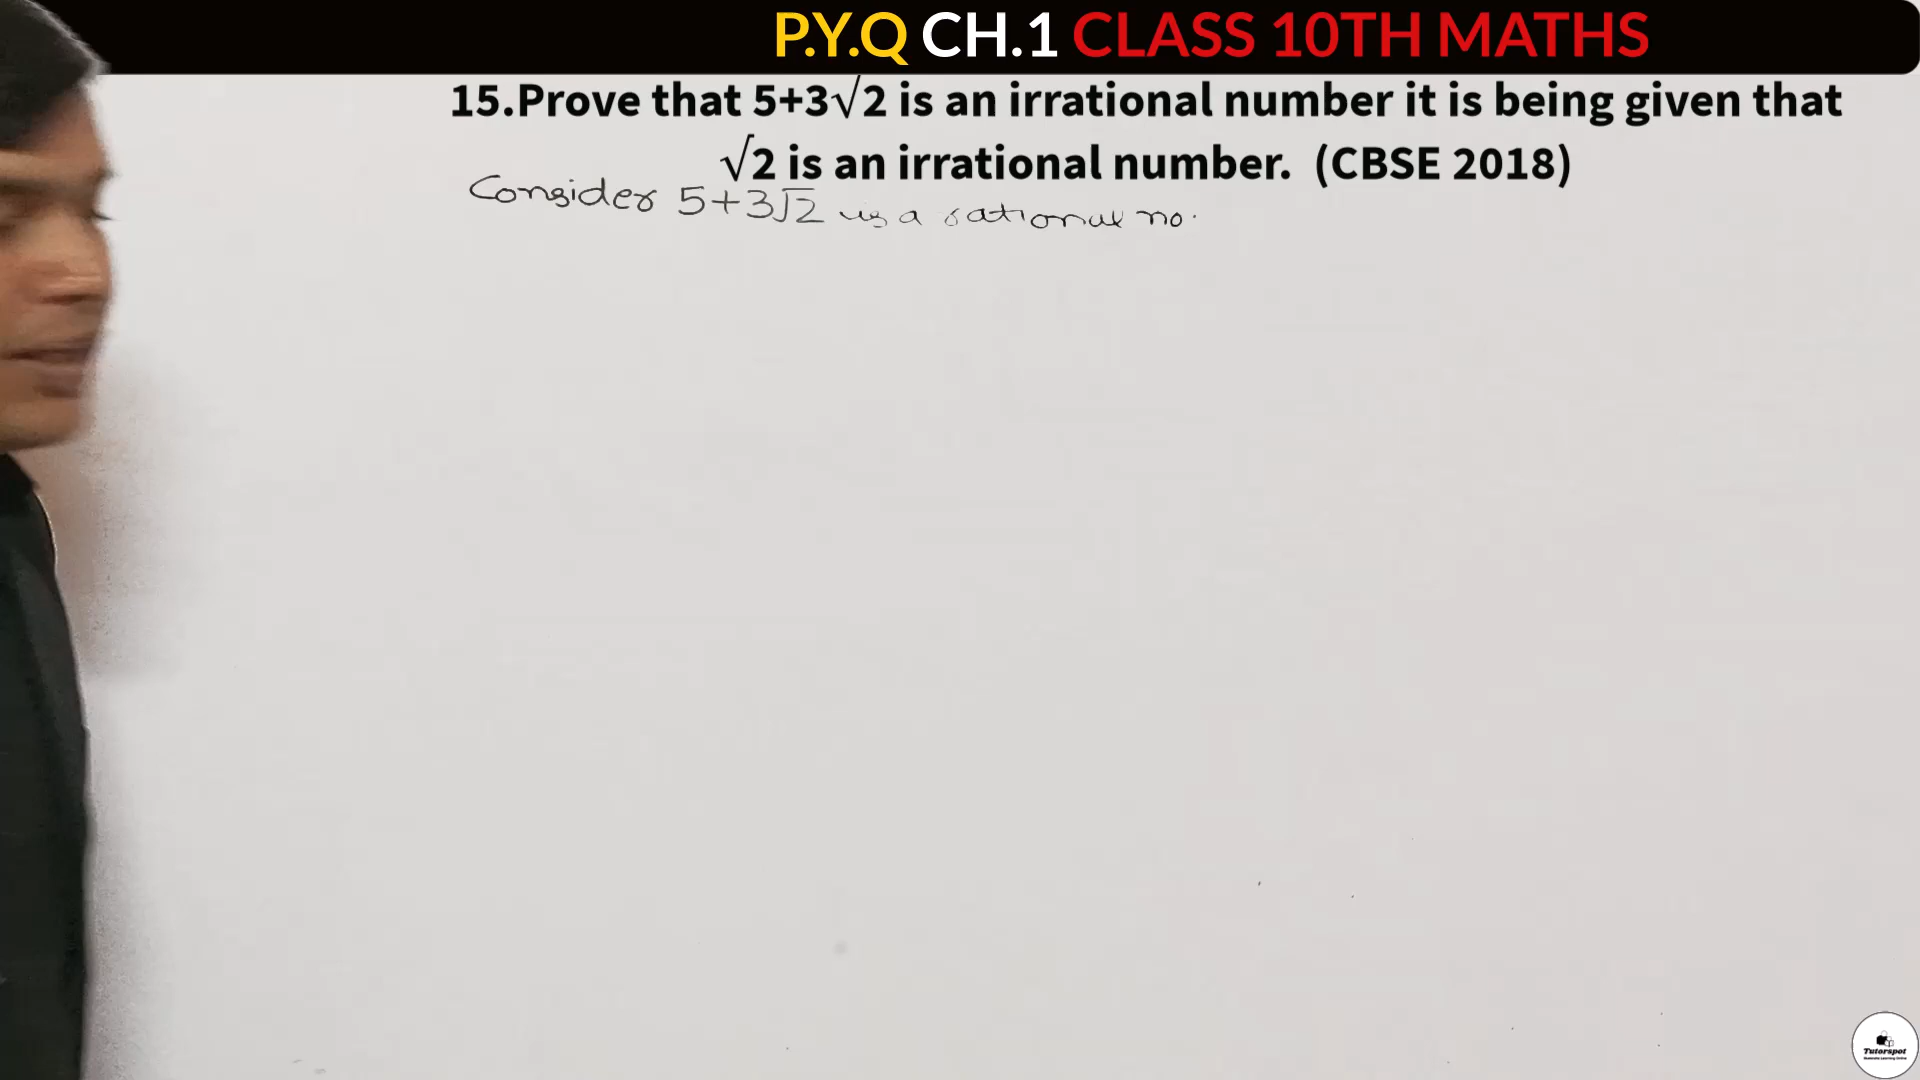 P.Y.Q CH.1 CLASS 10TH MATHS
15.Prove that 5+3√2 is an irrational number it is being given that
√2 is an irrational number. (CBSE 2018)
Consider 5+3√2 is a rational no.
Tutorspot